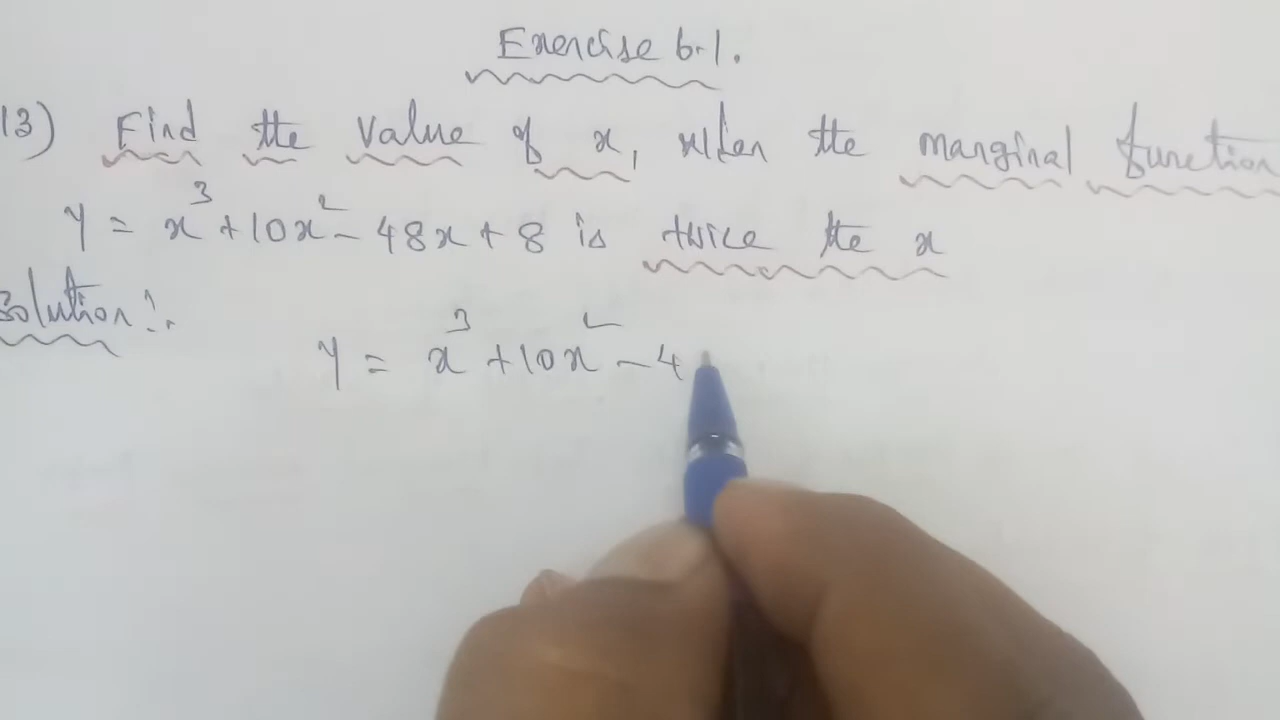 Exercise 6.1.
13) Find the value of x, when the marginal function
y = x³ + 10x² - 48x + 8 is twice the x
Solution:
y = x³ + 10x² - 4